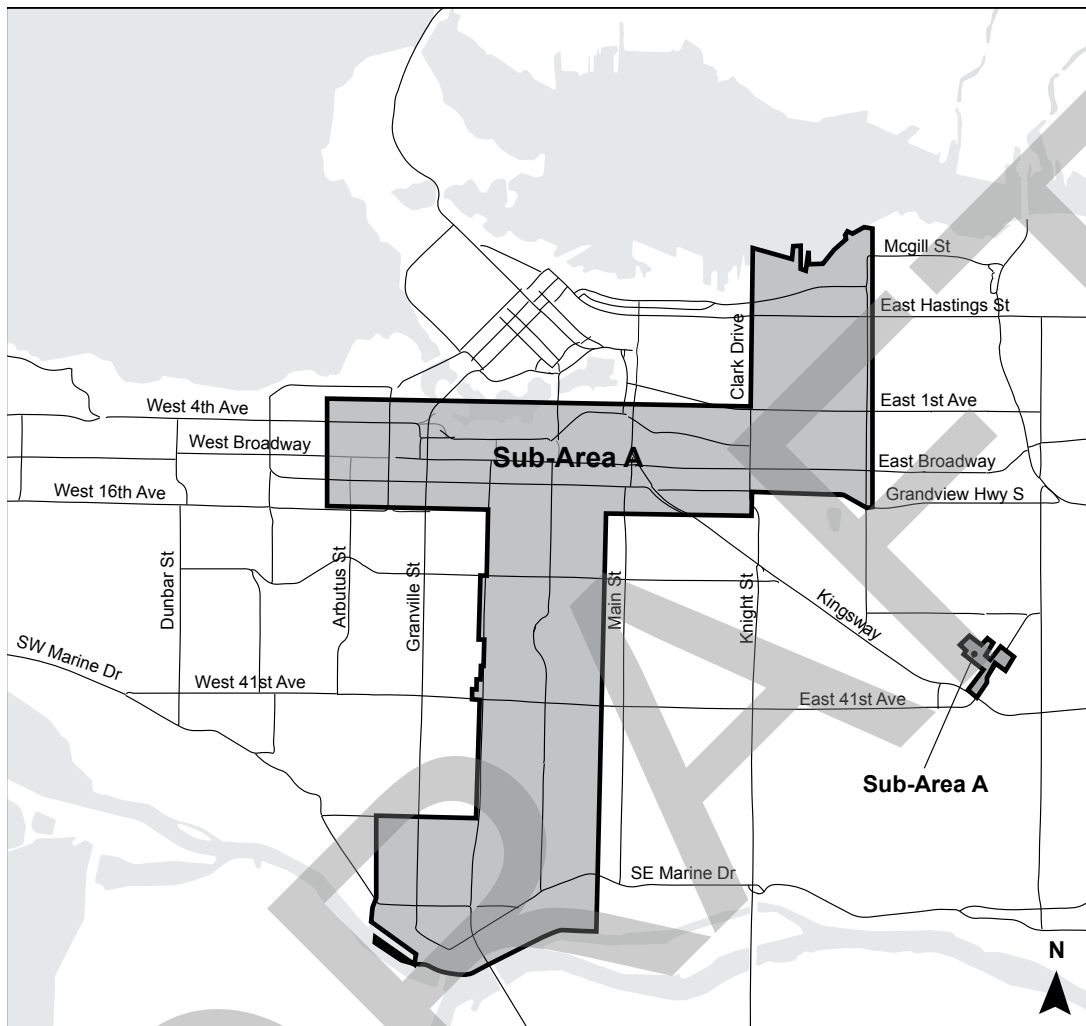 Mcgill St
East Hastings St
Clark Drive
West 4th Ave
East 1st Ave
West Broadway
Sub-Area A
East Broadway
West 16th Ave
Grandview Hwy S
Dunbar St
Arbutus St
Granville St
Main St
Knight St
Kingsway
SW Marine Dr
West 41st Ave
East 41st Ave
Sub-Area A
SE Marine Dr
N
DRAFT